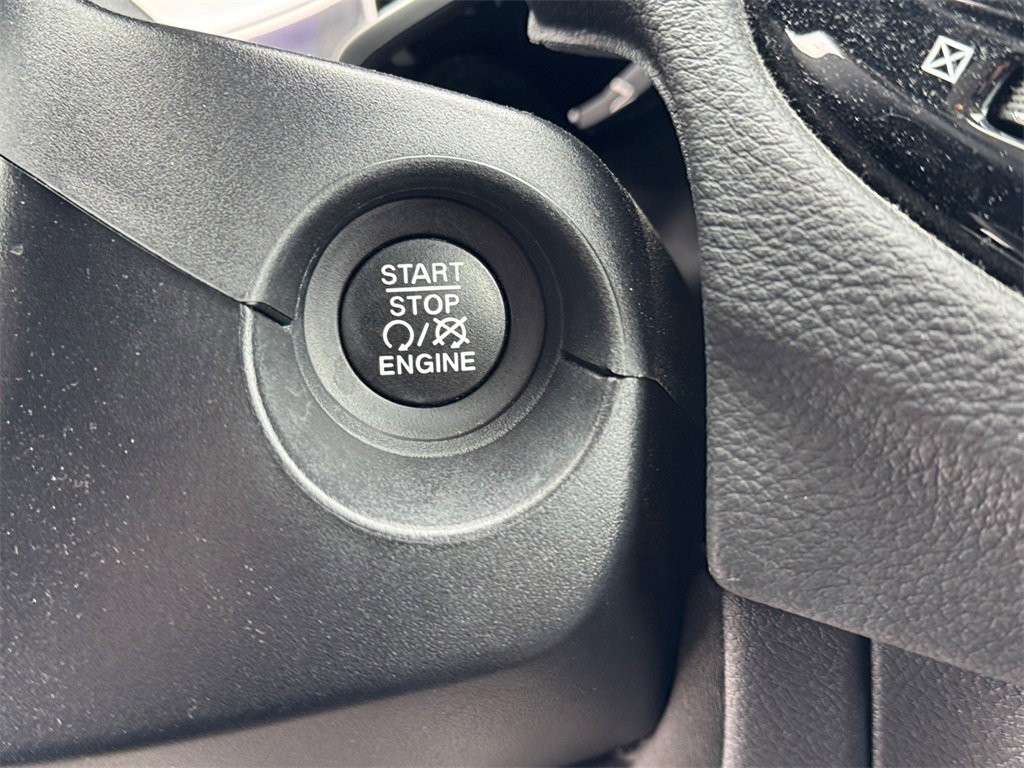 START
STOP
/
ENGINE